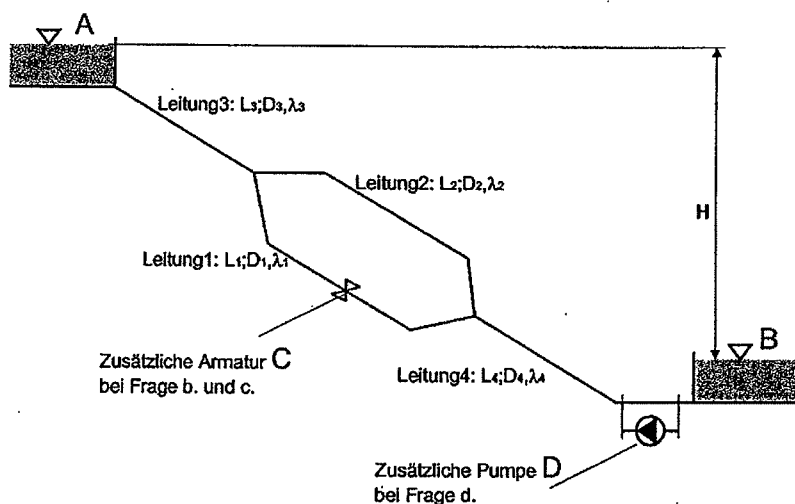 A
Leitung3: L₃;D₃,λ₃
Leitung2: L₂;D₂,λ₂
H
Leitung1: L₁;D₁,λ₁
B
Zusätzliche Armatur C
bei Frage b. und c.
Leitung4: L₄;D₄,λ₄
Zusätzliche Pumpe D
bei Frage d.